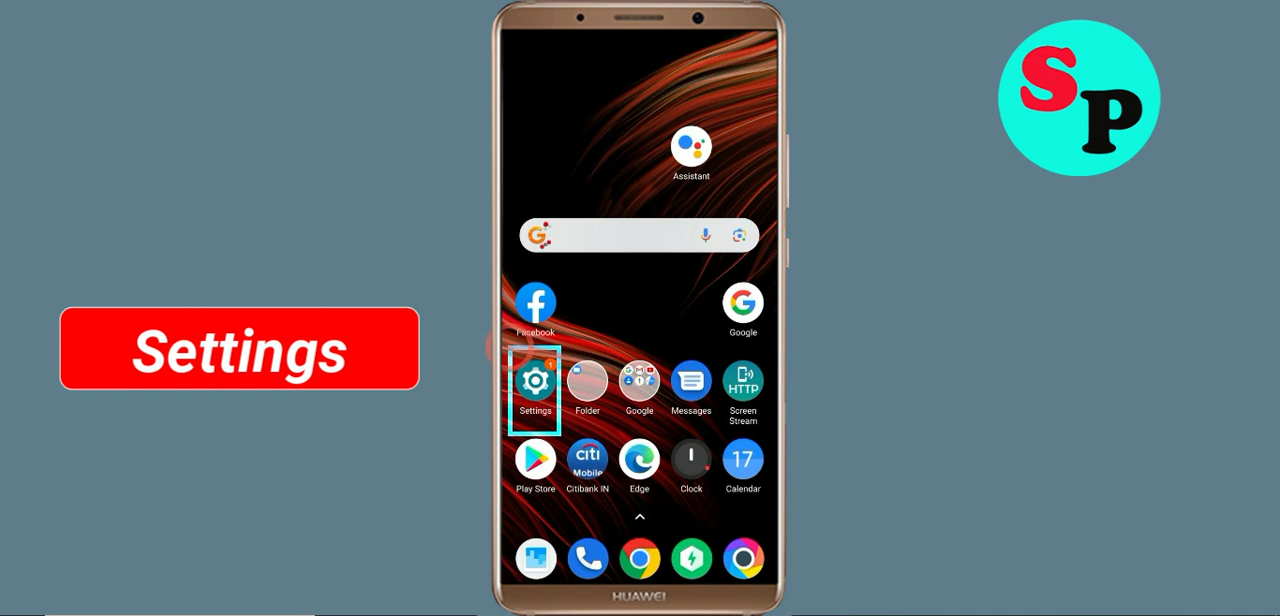 SP
Assistant
G
Facebook
Google
Settings
1
Settings
Folder
Google
Messages
HTTP
Screen
Stream
citi
Mobile
17
Play Store
Citibank IN
Edge
Clock
Calendar
HUAWEI